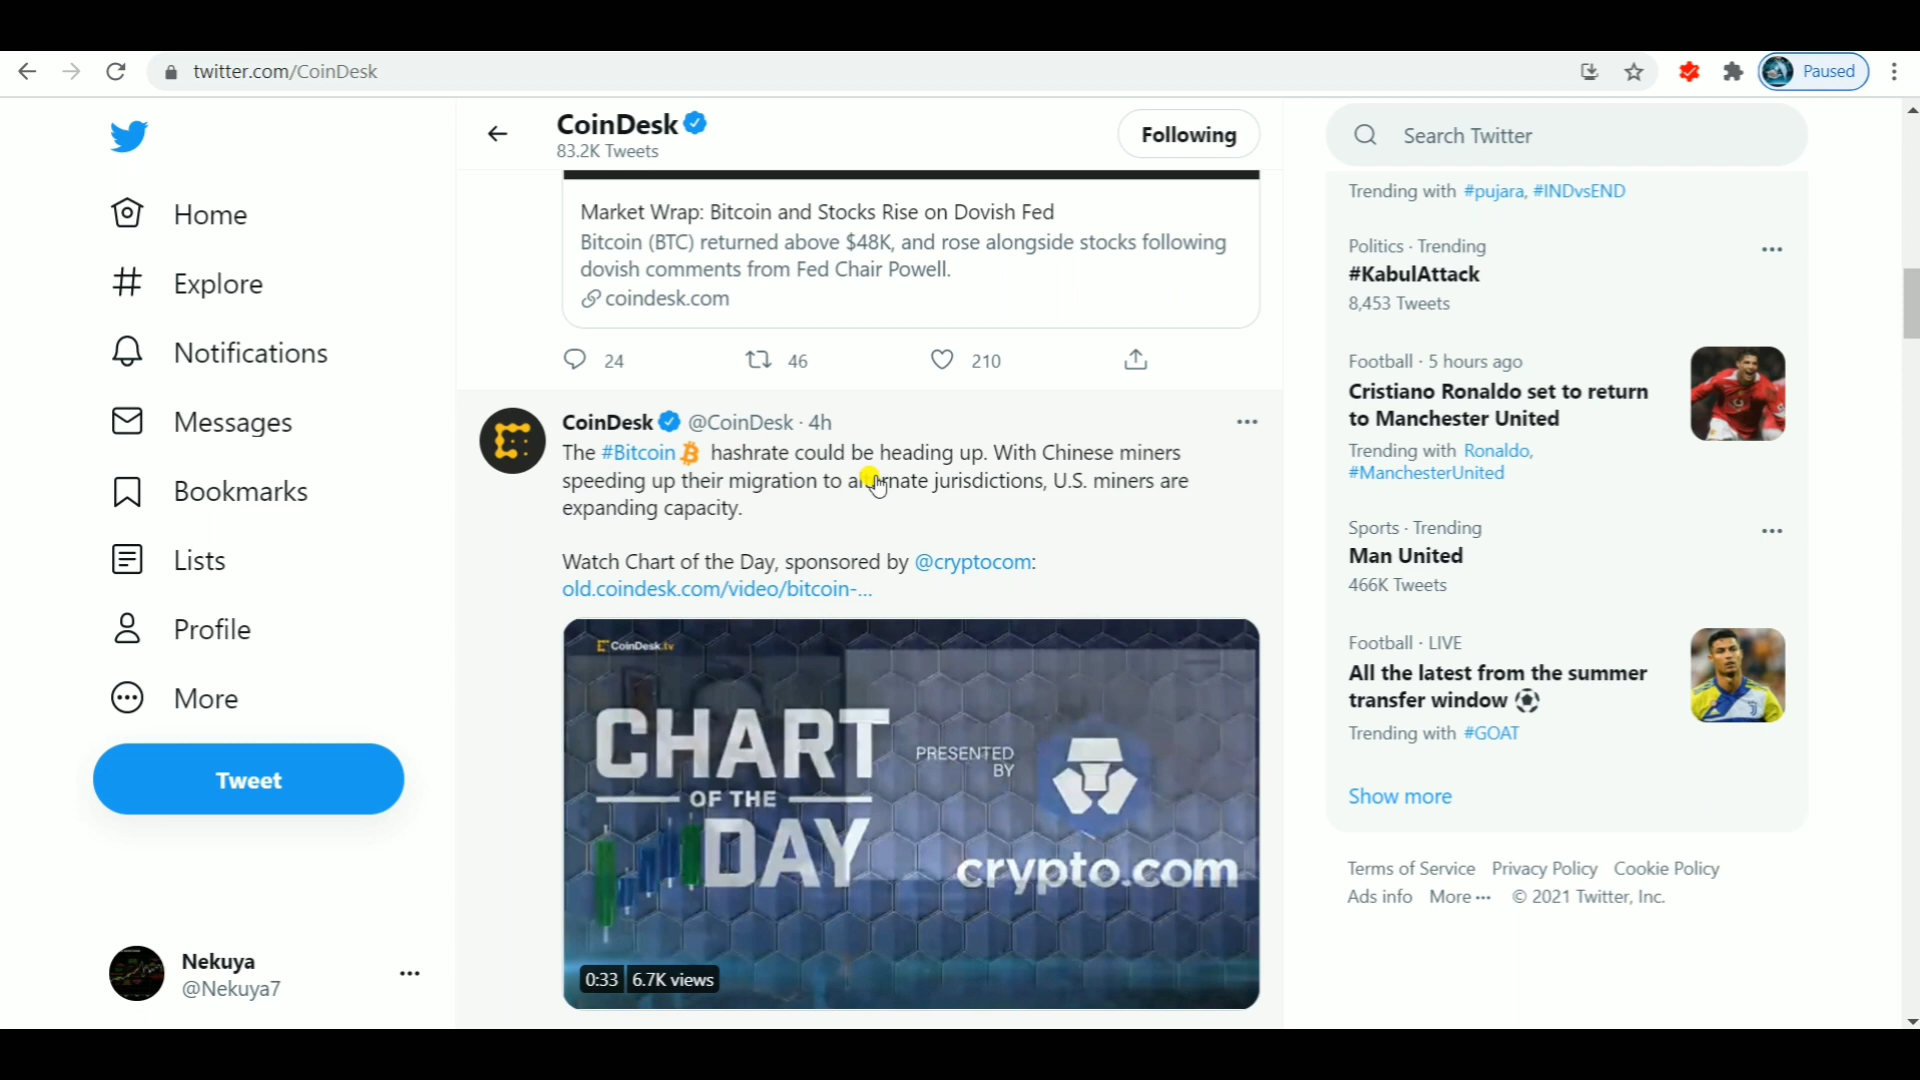 twitter.com/CoinDesk
Paused
Home
Explore
Notifications
Messages
Bookmarks
Lists
Profile
More
Tweet
Nekuya
@Nekuya7
CoinDesk
83.2K Tweets
Following
Market Wrap: Bitcoin and Stocks Rise on Dovish Fed
Bitcoin (BTC) returned above $48K, and rose alongside stocks following
dovish comments from Fed Chair Powell.
coindesk.com
24 46 210
CoinDesk @CoinDesk · 4h
The #Bitcoin hashrate could be heading up. With Chinese miners
speeding up their migration to alternate jurisdictions, U.S. miners are
expanding capacity.
Watch Chart of the Day, sponsored by @cryptocom:
old.coindesk.com/video/bitcoin-...
CoinDesk.tv
CHART
OF THE
DAY
PRESENTED
BY
crypto.com
0:33 6.7K views
Search Twitter
Trending with #pujara, #INDvsEND
Politics · Trending
#KabulAttack
8,453 Tweets
Football · 5 hours ago
Cristiano Ronaldo set to return
to Manchester United
Trending with Ronaldo,
#ManchesterUnited
Sports · Trending
Man United
466K Tweets
Football · LIVE
All the latest from the summer
transfer window
Trending with #GOAT
Show more
Terms of Service Privacy Policy Cookie Policy
Ads info More ··· © 2021 Twitter, Inc.